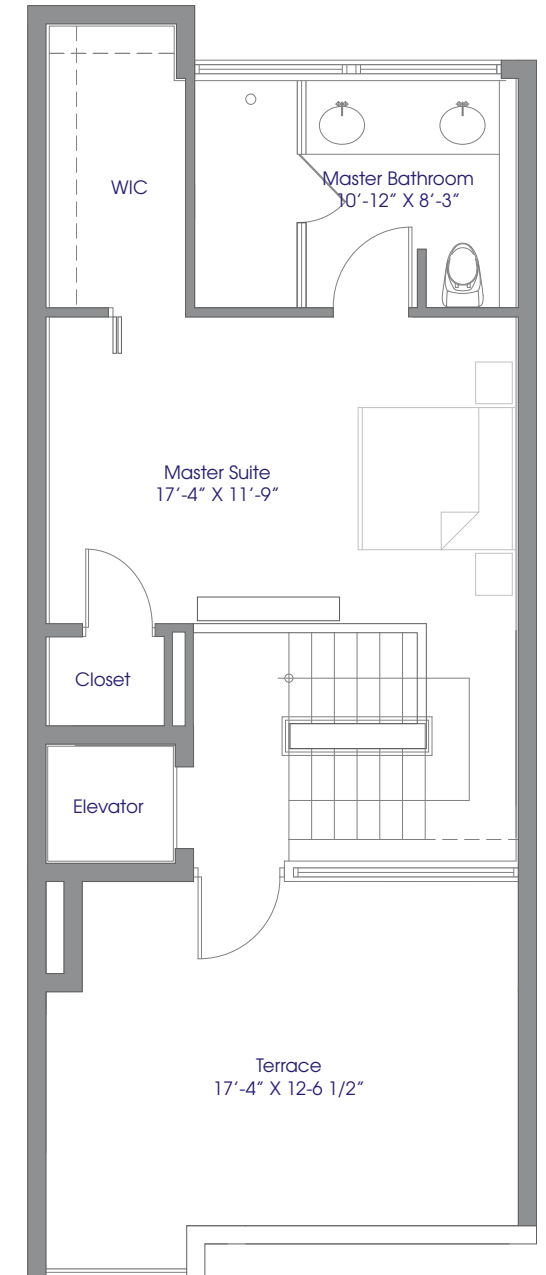 WIC
Master Bathroom
10'-12" X 8'-3"
Master Suite
17'-4" X 11'-9"
Closet
Elevator
Terrace
17'-4" X 12-6 1/2"